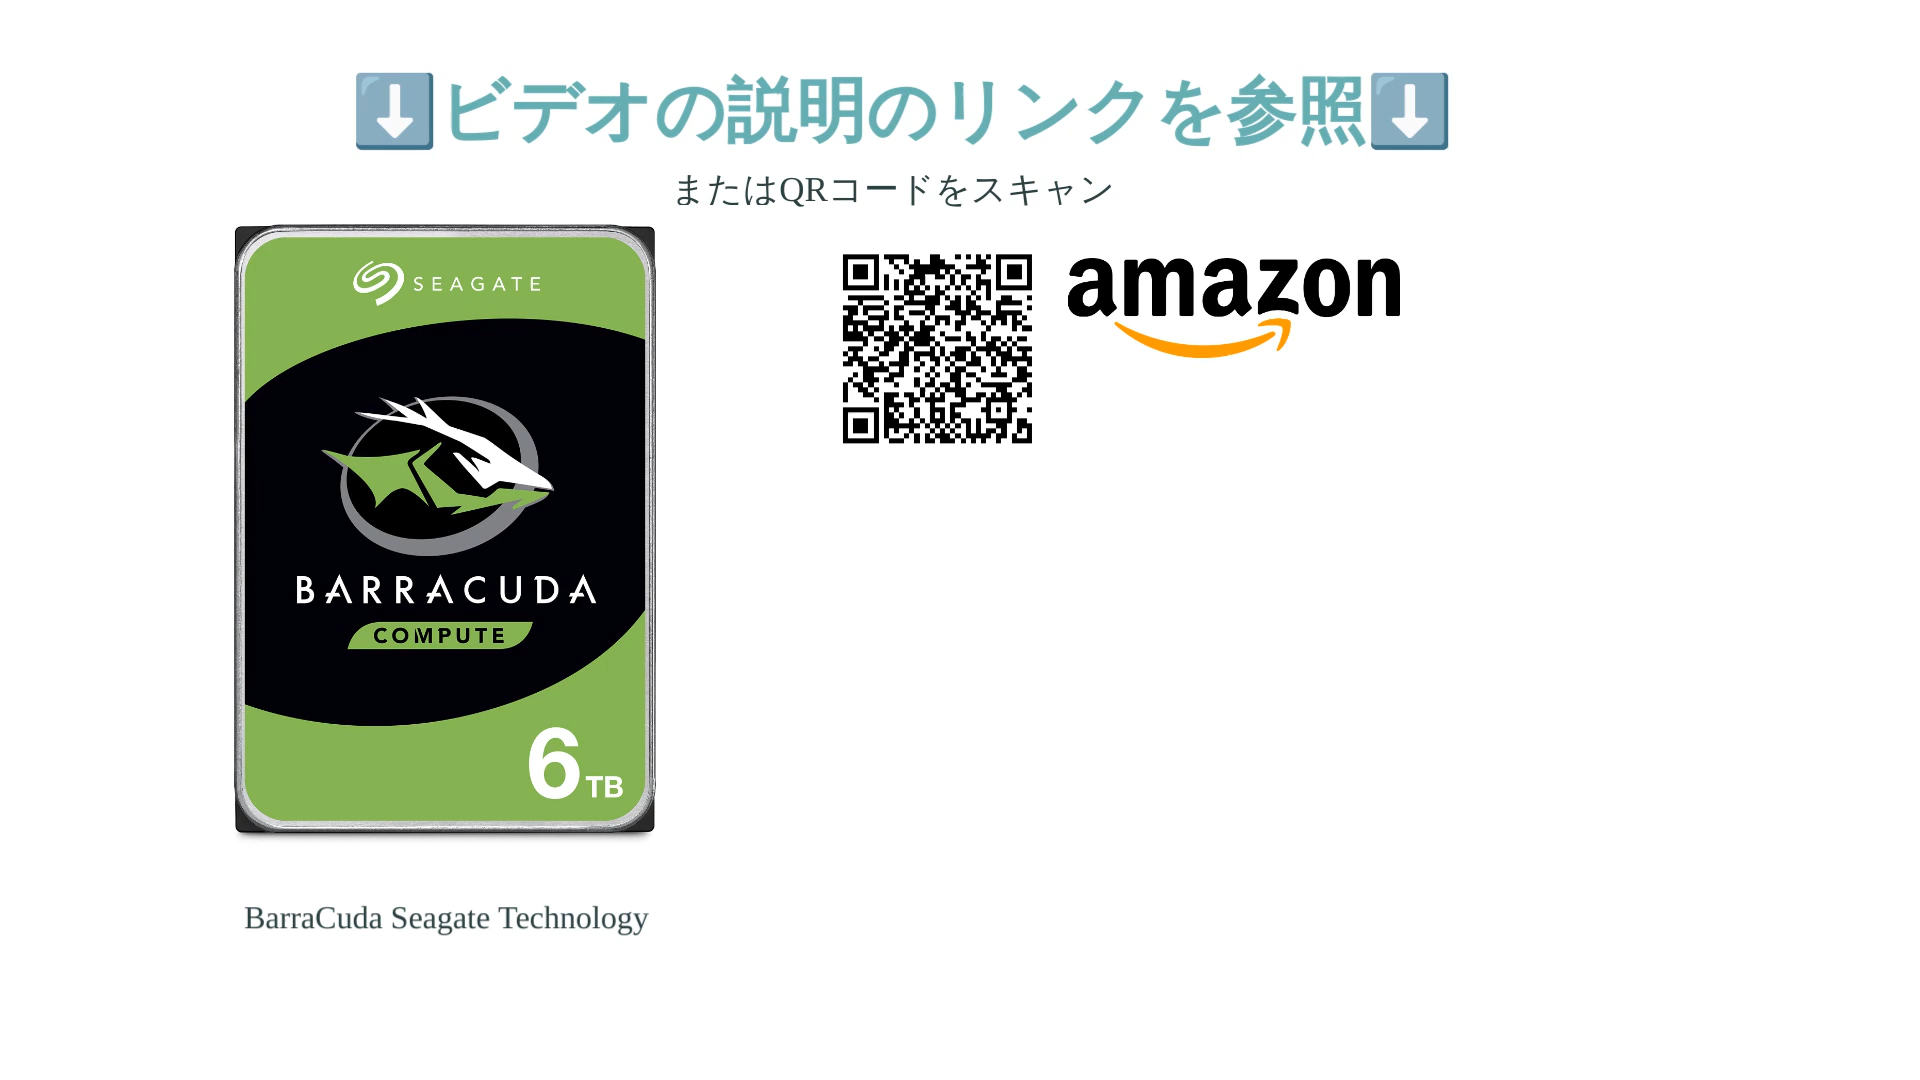 ⬇️ビデオの説明のリンクを参照⬇️
またはQRコードをスキャン
SEAGATE
amazon
BARRACUDA
COMPUTE
6TB
BarraCuda Seagate Technology